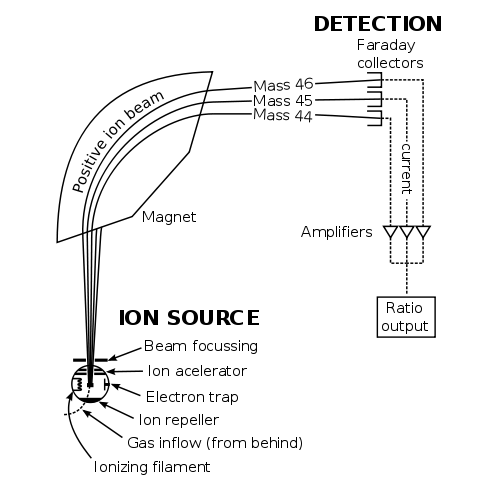 DETECTION
Faraday
collectors
Mass 46
Mass 45
Mass 44
Positive ion beam
current
Magnet
Amplifiers
Ratio
output
ION SOURCE
Beam focussing
Ion acelerator
Electron trap
Ion repeller
Gas inflow (from behind)
Ionizing filament